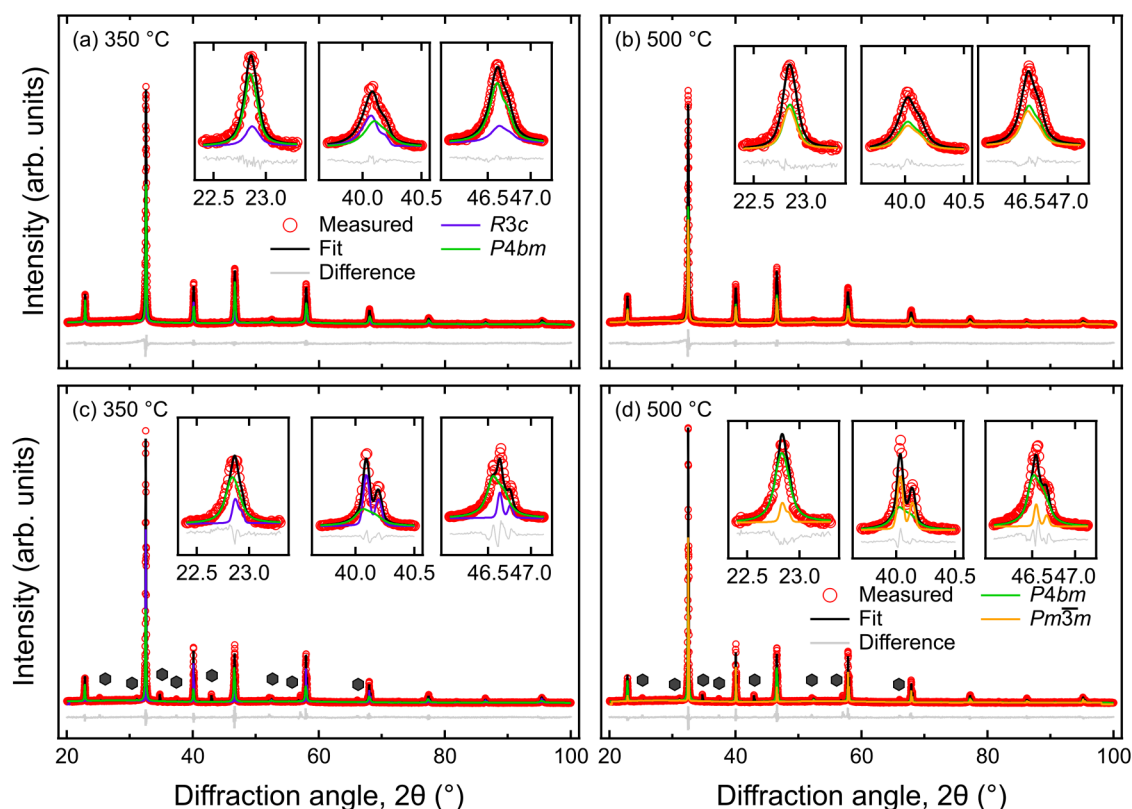 (a) 350 °C
22.5 23.0
40.0 40.5
46.5 47.0
Measured
Fit
Difference
R3c
P4bm
Intensity (arb. units)
(b) 500 °C
22.5 23.0
40.0 40.5
46.5 47.0
(c) 350 °C
22.5 23.0
40.0 40.5
46.5 47.0
Intensity (arb. units)
20 40 60 80 100
Diffraction angle, 2θ (°)
(d) 500 °C
22.5 23.0
40.0 40.5
46.5 47.0
Measured
Fit
Difference
P4bm
Pm3̅m
20 40 60 80 100
Diffraction angle, 2θ (°)